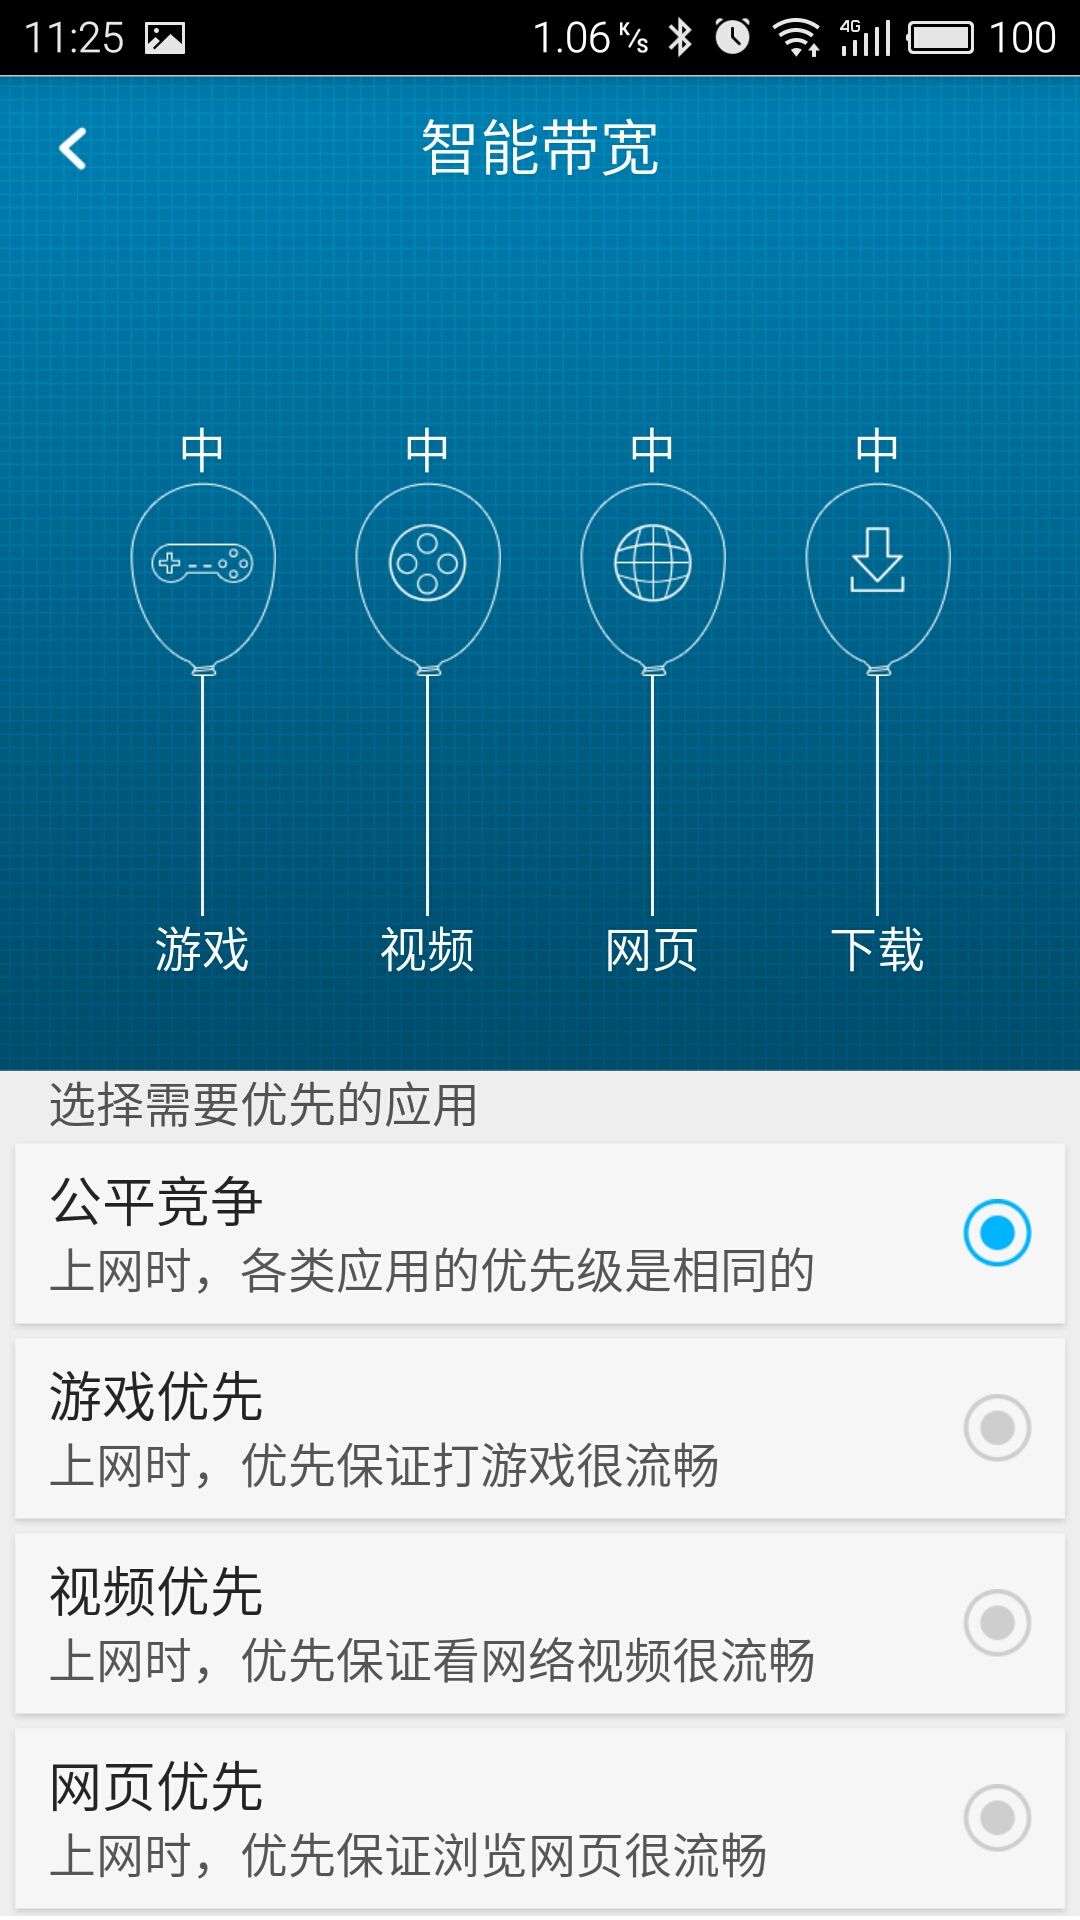 11:25 1.06 K/s 4G 100
智能带宽
中 中 中 中
游戏 视频 网页 下载
选择需要优先的应用
公平竞争
上网时，各类应用的优先级是相同的
游戏优先
上网时，优先保证打游戏很流畅
视频优先
上网时，优先保证看网络视频很流畅
网页优先
上网时，优先保证浏览网页很流畅